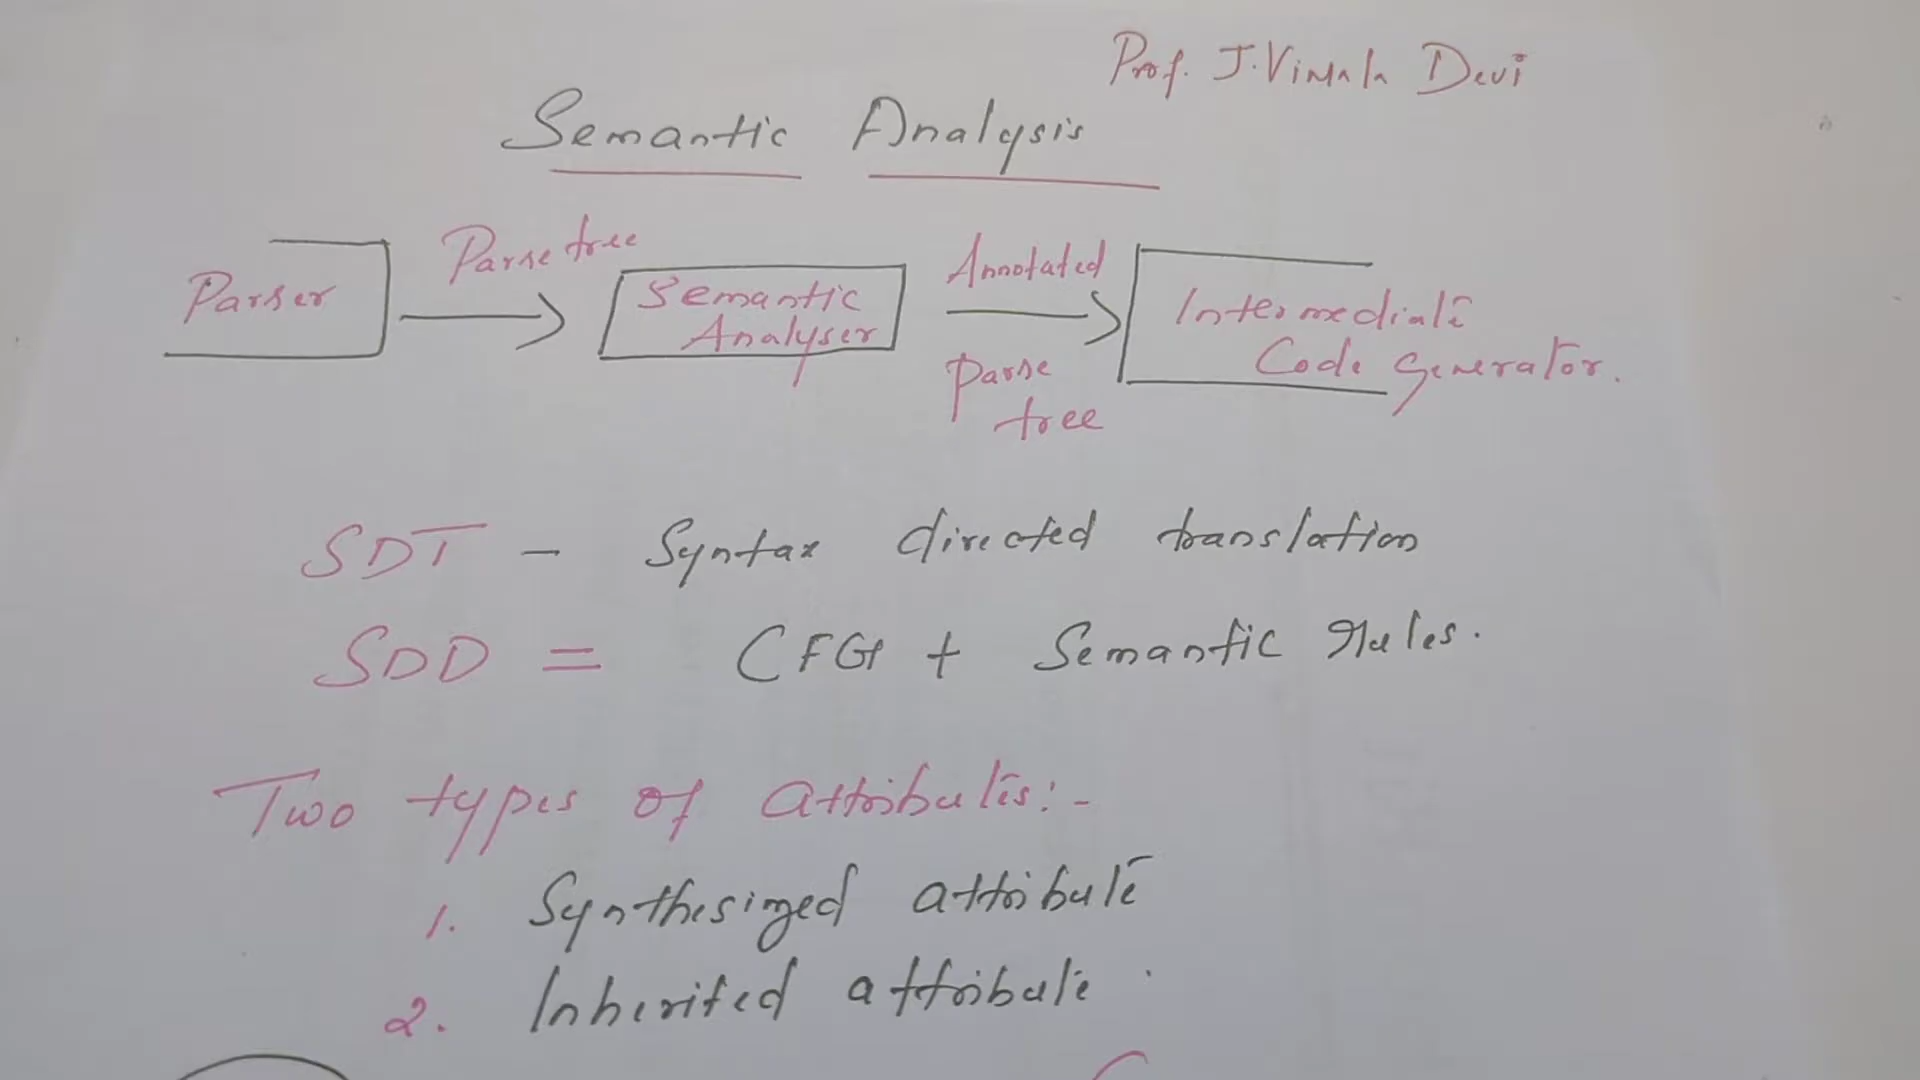 Prof. J. Vimala Devi
Semantic Analysis
Parser
Parse tree
Semantic
Analyser
Annotated
Parse
tree
Intermediate
Code Generator.
SDT - Syntax directed translation
SDD = CFG + Semantic rules.
Two types of attributes:-
1. Synthesized attribute
2. Inherited attribute